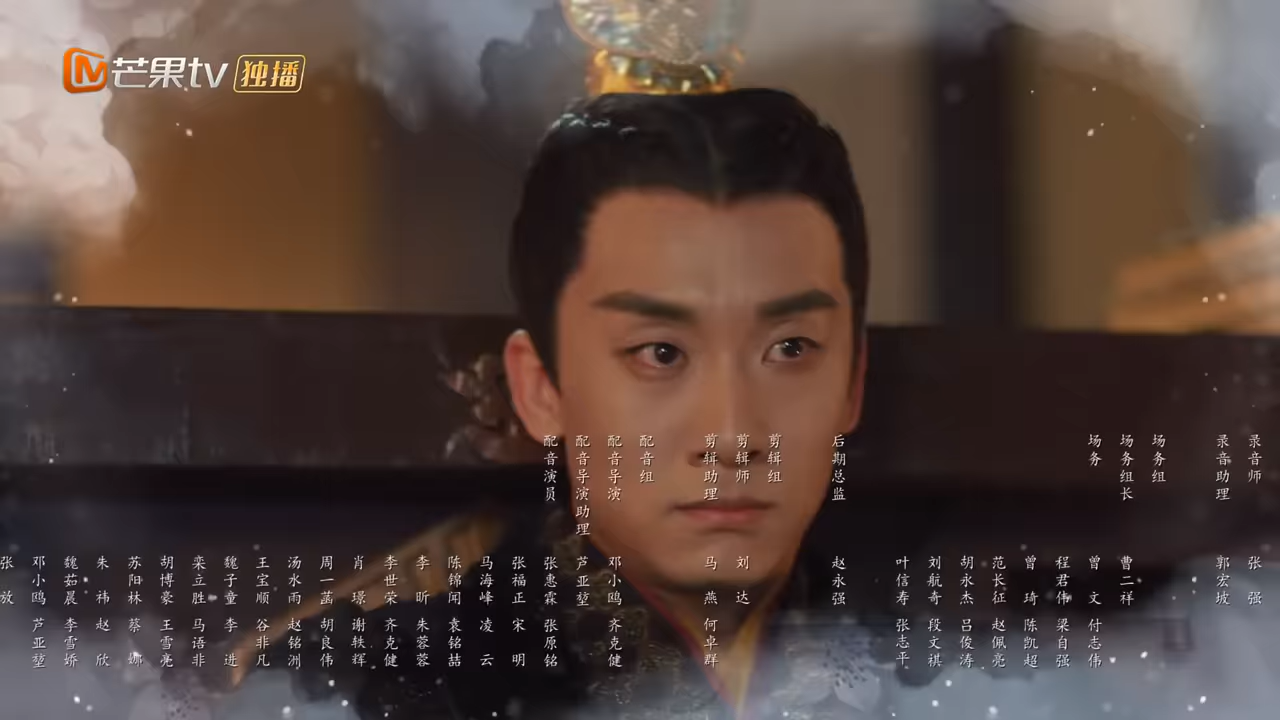 芒果tv 独播
录音师 张强
录音助理 郭宏坡
场务组
场务组长 曹二祥
场务 曾文 付志伟
程君伟 梁自强
曾琦 陈凯超
范长征 赵佩亮
胡永杰 吕俊涛
刘航奇 段文祺
叶信寿 张志平
后期总监 赵永强
剪辑组
剪辑师 刘达
剪辑助理 马燕 何卓群
配音组
配音导演 邓小鸥 齐克健
配音导演助理 芦亚堃
配音演员 张惠霖 张原铭
张福正 宋明
马海峰 凌云
陈锦闻 袁铭喆
李昕 朱蓉蓉
李世荣 齐克健
肖璟 谢轶辉
周一菡 胡良伟
汤水雨 赵铭洲
王宝顺 谷非凡
魏子童 李进
栾立胜 马语非
胡博豪 王雪亮
苏阳林 蔡娜
朱祎 赵欣
魏茹晨 李雪娇
邓小鸥 芦亚堃
张放